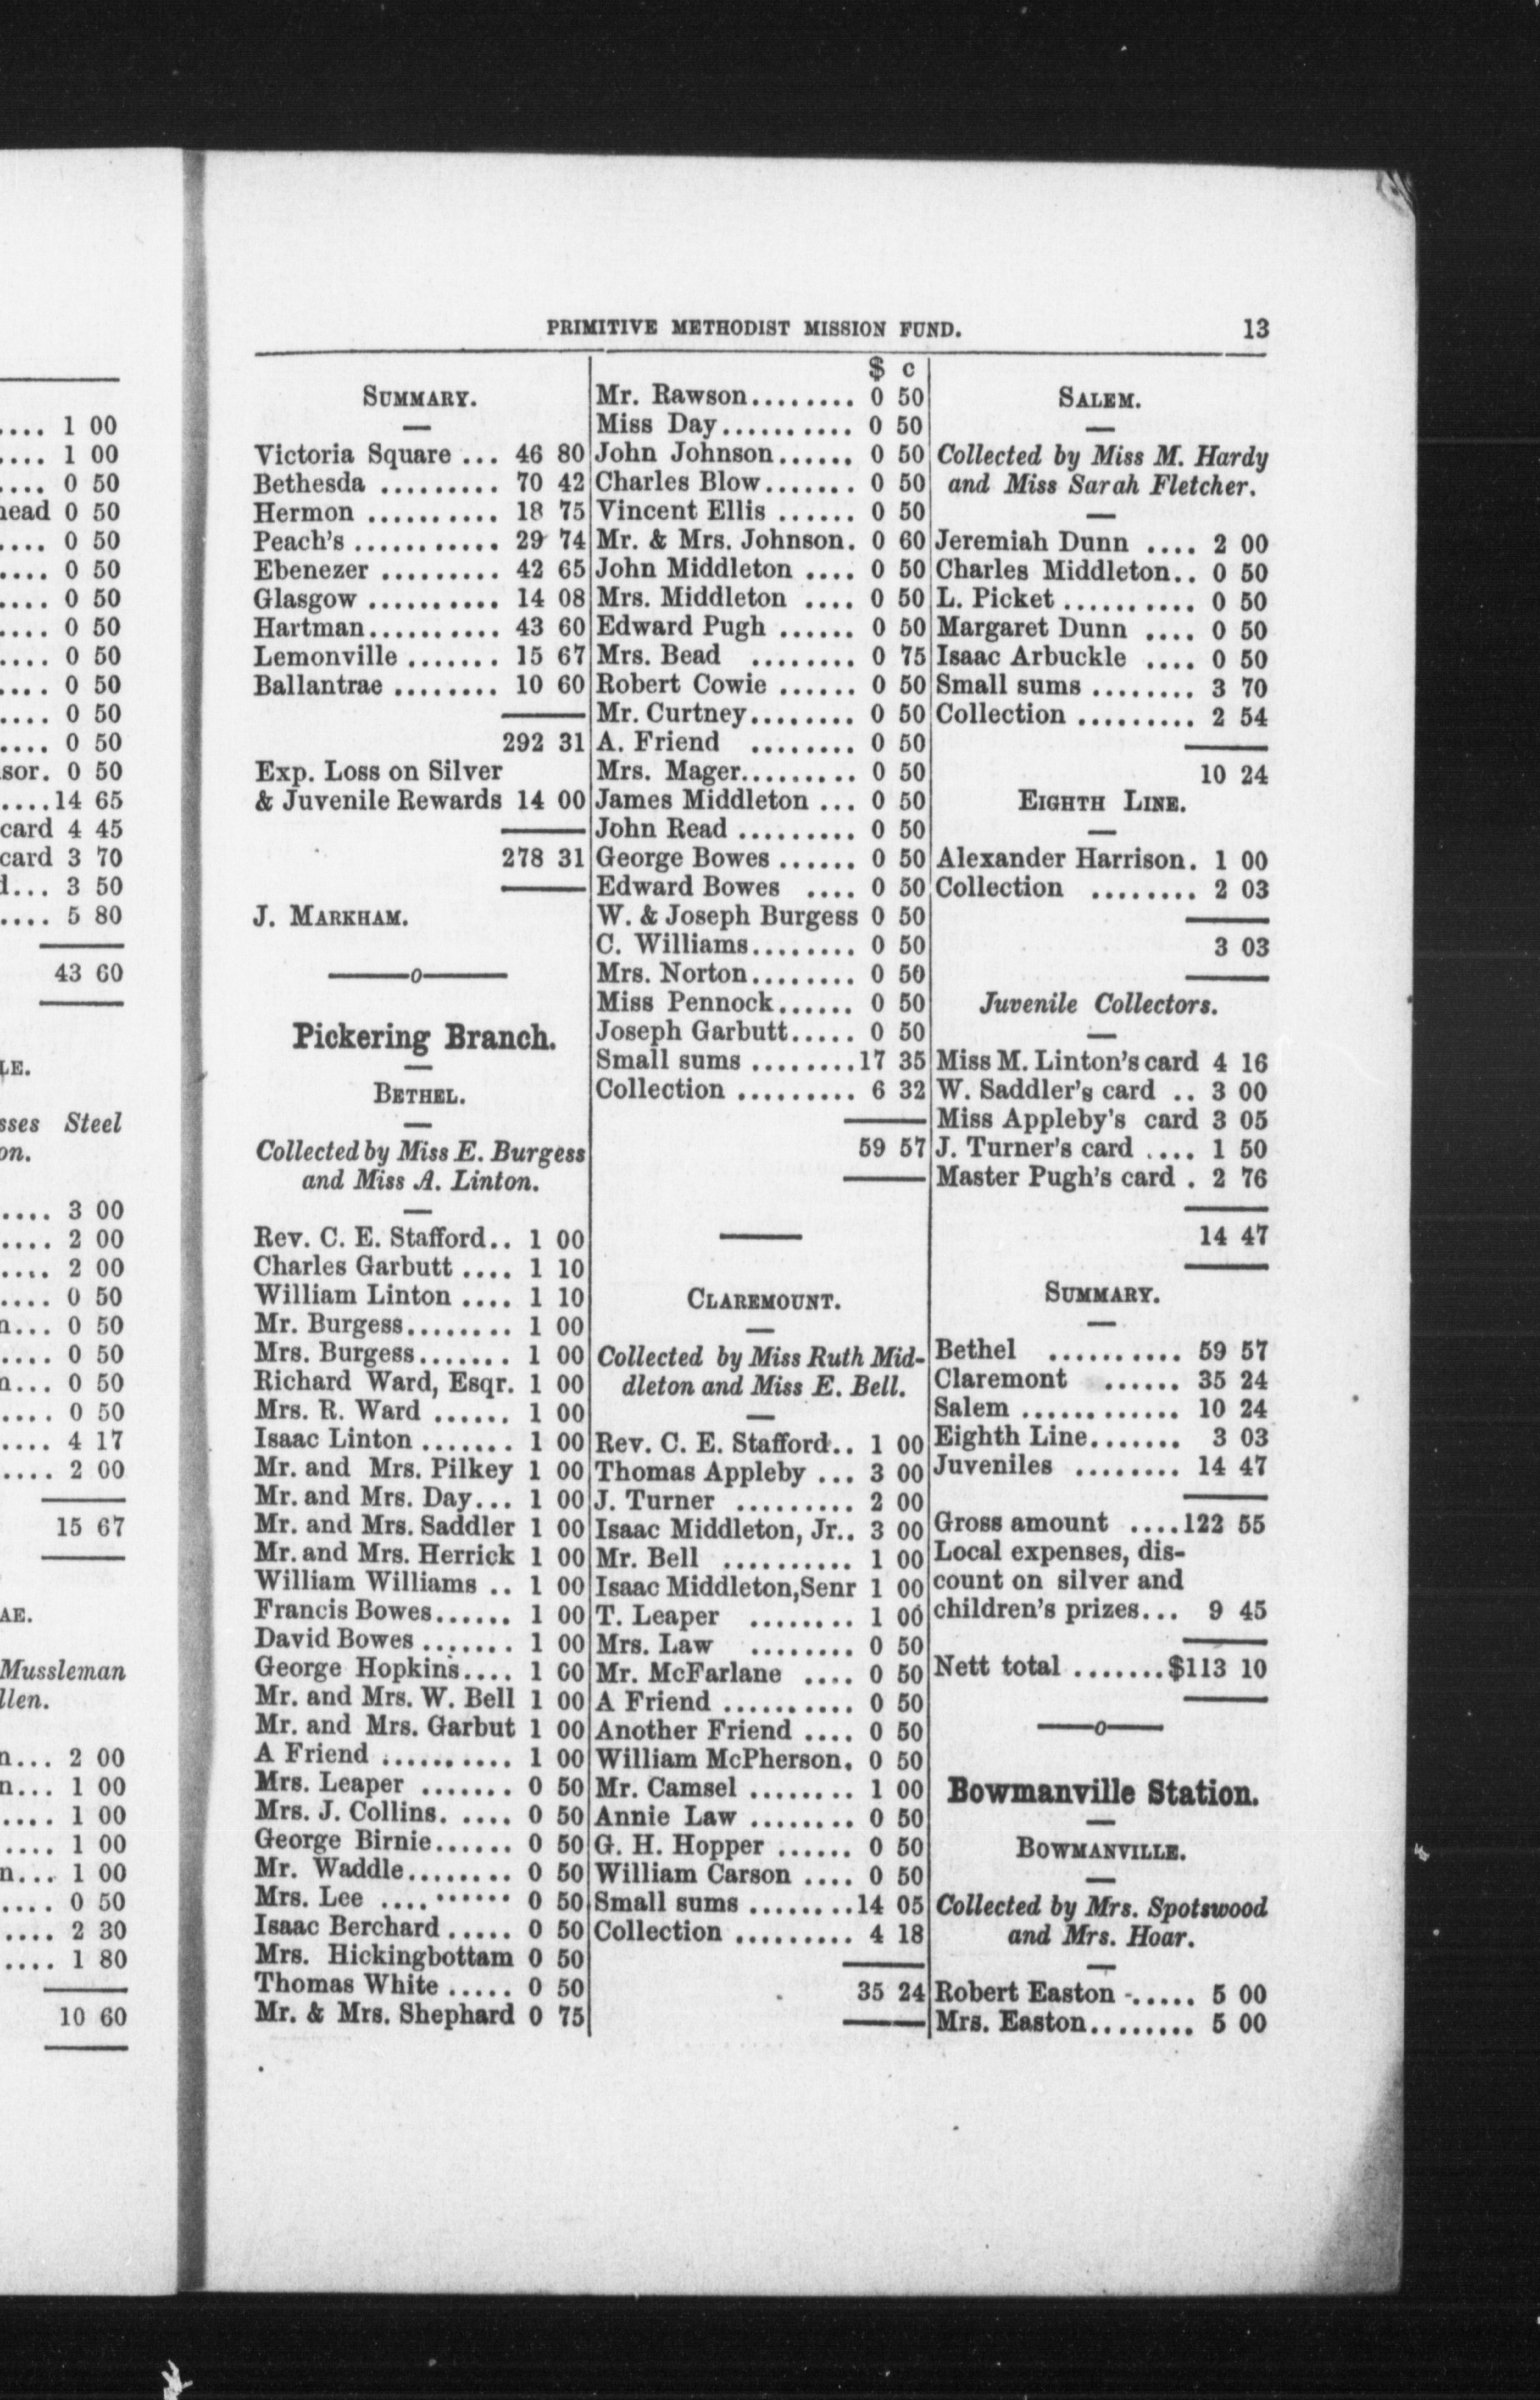 .... 1 00
.... 1 00
.... 0 50
0 50
.... 0 50
.... 0 50
.... 0 50
.... 0 50
.... 0 50
.... 0 50
.... 0 50
.... 0 50
0 50
....14 65
card 4 45
card 3 70
... 3 50
.... 5 80
43 60
Steel
.... 3 00
.... 2 00
.... 2 00
.... 0 50
... 0 50
.... 0 50
... 0 50
.... 0 50
.... 4 17
.... 2 00
15 67
Mussleman
... 2 00
... 1 00
.... 1 00
.... 1 00
... 1 00
.... 0 50
.... 2 30
.... 1 80
10 60
PRIMITIVE METHODIST MISSION FUND. 13
SUMMARY.
Victoria Square ... 46 80
Bethesda ......... 70 42
Hermon .......... 18 75
Peach's ........... 29 74
Ebenezer ......... 42 65
Glasgow .......... 14 08
Hartman.......... 43 60
Lemonville ....... 15 67
Ballantrae ........ 10 60
292 31
Exp. Loss on Silver
& Juvenile Rewards 14 00
278 31
J. MARKHAM.
o
Pickering Branch.
BETHEL.
Collected by Miss E. Burgess
and Miss A. Linton.
Rev. C. E. Stafford.. 1 00
Charles Garbutt .... 1 10
William Linton .... 1 10
Mr. Burgess........ 1 00
Mrs. Burgess....... 1 00
Richard Ward, Esqr. 1 00
Mrs. R. Ward ...... 1 00
Isaac Linton ....... 1 00
Mr. and Mrs. Pilkey 1 00
Mr. and Mrs. Day... 1 00
Mr. and Mrs. Saddler 1 00
Mr. and Mrs. Herrick 1 00
William Williams .. 1 00
Francis Bowes...... 1 00
David Bowes ....... 1 00
George Hopkins.... 1 00
Mr. and Mrs. W. Bell 1 00
Mr. and Mrs. Garbut 1 00
A Friend .......... 1 00
Mrs. Leaper ....... 0 50
Mrs. J. Collins. .... 0 50
George Birnie...... 0 50
Mr. Waddle........ 0 50
Mrs. Lee .......... 0 50
Isaac Berchard ..... 0 50
Mrs. Hickingbottam 0 50
Thomas White ..... 0 50
Mr. & Mrs. Shephard 0 75
$ c
Mr. Rawson........ 0 50
Miss Day.......... 0 50
John Johnson...... 0 50
Charles Blow....... 0 50
Vincent Ellis ...... 0 50
Mr. & Mrs. Johnson. 0 60
John Middleton .... 0 50
Mrs. Middleton .... 0 50
Edward Pugh ...... 0 50
Mrs. Bead ........ 0 75
Robert Cowie ...... 0 50
Mr. Curtney........ 0 50
A. Friend ........ 0 50
Mrs. Mager......... 0 50
James Middleton ... 0 50
John Read ......... 0 50
George Bowes ...... 0 50
Edward Bowes .... 0 50
W. & Joseph Burgess 0 50
C. Williams........ 0 50
Mrs. Norton........ 0 50
Miss Pennock...... 0 50
Joseph Garbutt..... 0 50
Small sums ........17 35
Collection ......... 6 32
59 57
CLAREMOUNT.
Collected by Miss Ruth Mid-
dleton and Miss E. Bell.
Rev. C. E. Stafford.. 1 00
Thomas Appleby ... 3 00
J. Turner ......... 2 00
Isaac Middleton, Jr.. 3 00
Mr. Bell .......... 1 00
Isaac Middleton,Senr 1 00
T. Leaper ........ 1 00
Mrs. Law ........ 0 50
Mr. McFarlane .... 0 50
A Friend .......... 0 50
Another Friend .... 0 50
William McPherson. 0 50
Mr. Camsel ........ 1 00
Annie Law ........ 0 50
G. H. Hopper ...... 0 50
William Carson .... 0 50
Small sums ........14 05
Collection ......... 4 18
35 24
SALEM.
Collected by Miss M. Hardy
and Miss Sarah Fletcher.
Jeremiah Dunn .... 2 00
Charles Middleton.. 0 50
L. Picket .......... 0 50
Margaret Dunn .... 0 50
Isaac Arbuckle .... 0 50
Small sums ........ 3 70
Collection ......... 2 54
10 24
EIGHTH LINE.
Alexander Harrison. 1 00
Collection ........ 2 03
3 03
Juvenile Collectors.
Miss M. Linton's card 4 16
W. Saddler's card .. 3 00
Miss Appleby's card 3 05
J. Turner's card .... 1 50
Master Pugh's card . 2 76
14 47
SUMMARY.
Bethel .......... 59 57
Claremont ...... 35 24
Salem ............ 10 24
Eighth Line....... 3 03
Juveniles ........ 14 47
Gross amount ....122 55
Local expenses, dis-
count on silver and
children's prizes... 9 45
Nett total .......$113 10
o
Bowmanville Station.
BOWMANVILLE.
Collected by Mrs. Spotswood
and Mrs. Hoar.
Robert Easton ...... 5 00
Mrs. Easton........ 5 00